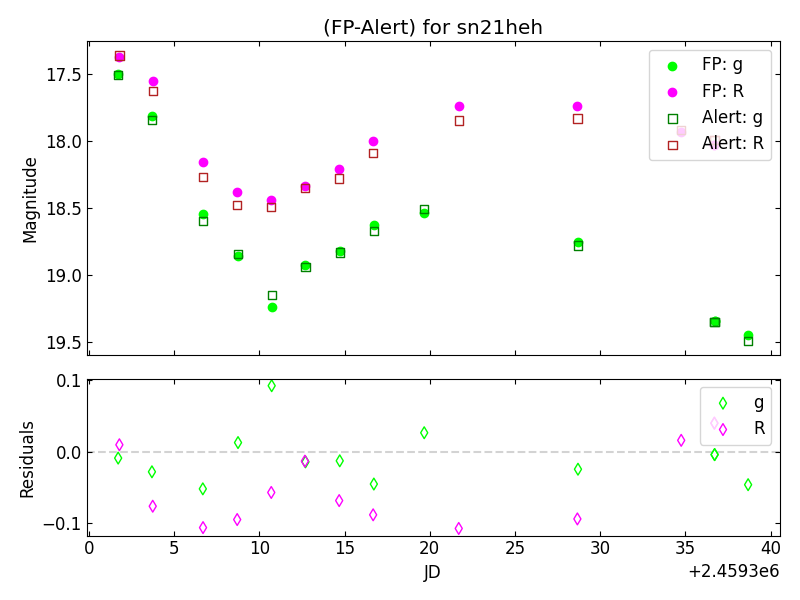 (FP-Alert) for sn21heh
17.5
18.0
18.5
19.0
19.5
Magnitude
FP: g
FP: R
Alert: g
Alert: R
0.1
0.0
−0.1
Residuals
g
R
0 5 10 15 20 25 30 35 40
JD
+2.4593e6